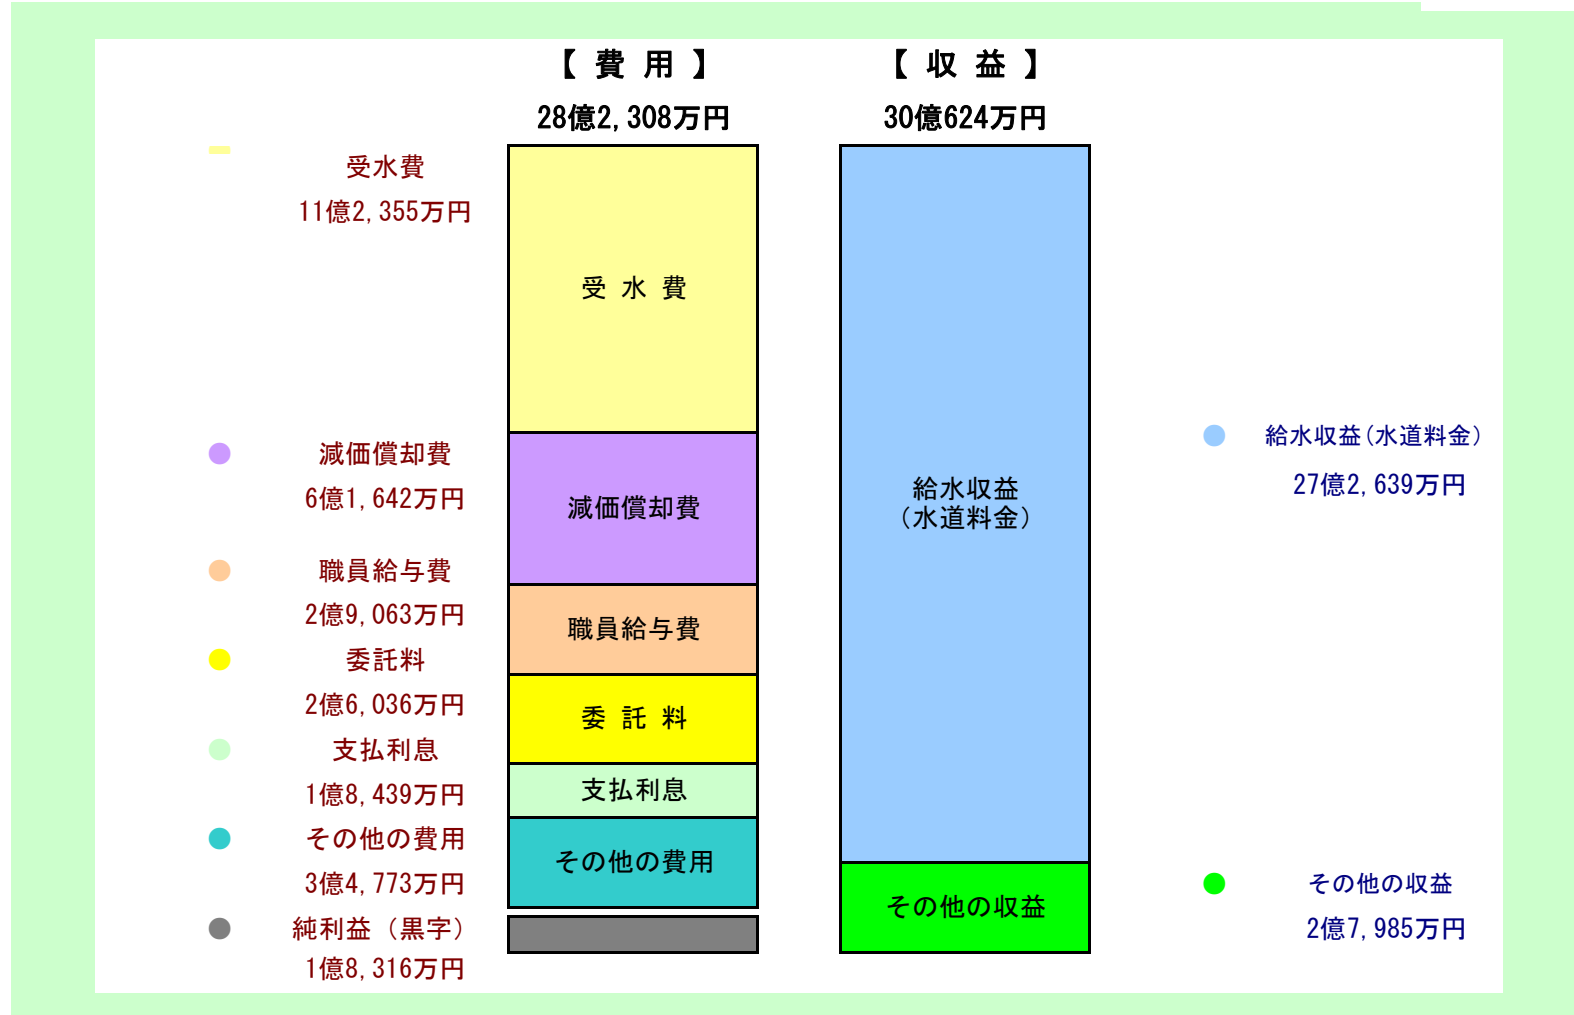 【 費 用 】
28億2,308万円
【 収 益 】
30億624万円
受水費
11億2,355万円
減価償却費
6億1,642万円
職員給与費
2億9,063万円
委託料
2億6,036万円
支払利息
1億8,439万円
その他の費用
3億4,773万円
純利益（黒字）
1億8,316万円
受 水 費
減価償却費
職員給与費
委 託 料
支払利息
その他の費用
給水収益
（水道料金）
その他の収益
給水収益(水道料金)
27億2,639万円
その他の収益
2億7,985万円